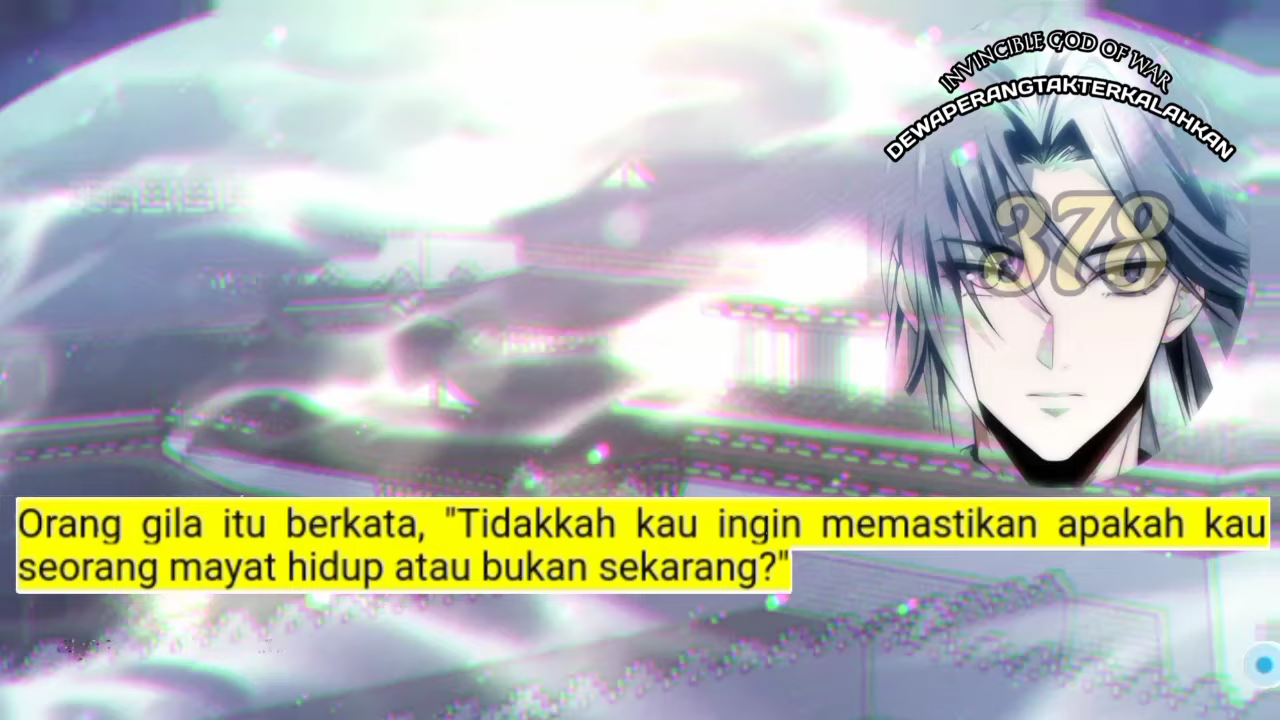 INVINCIBLE GOD OF WAR
DEWAPERANGTAKTERKALAHKAN
378
Orang gila itu berkata, "Tidakkah kau ingin memastikan apakah kau
seorang mayat hidup atau bukan sekarang?"